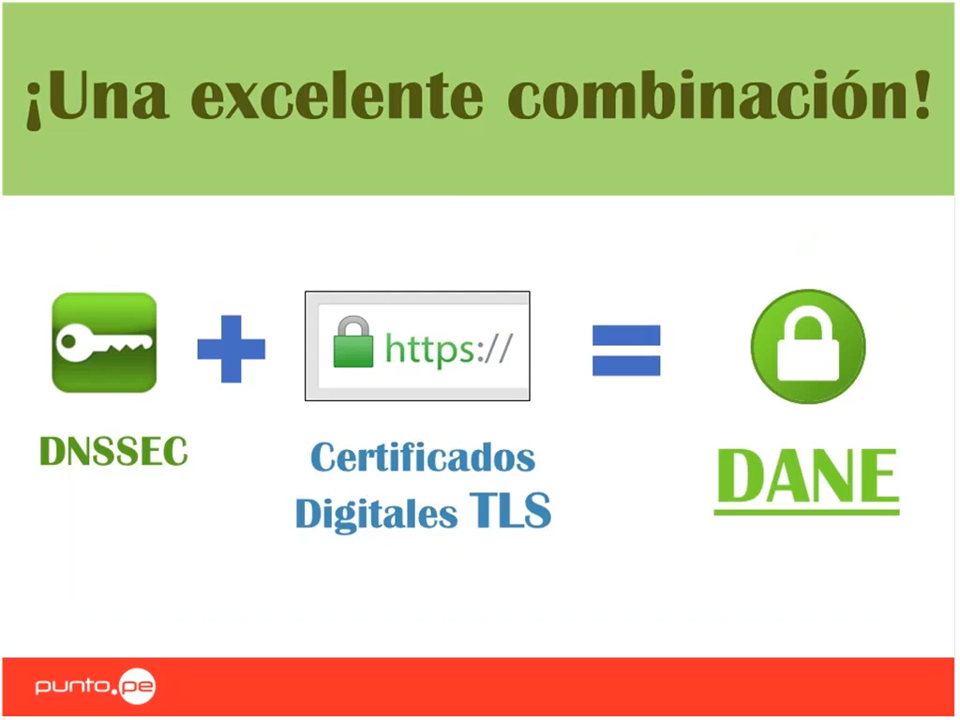 ¡Una excelente combinación!
https://
DNSSEC
Certificados
Digitales TLS
DANE
punto.pe